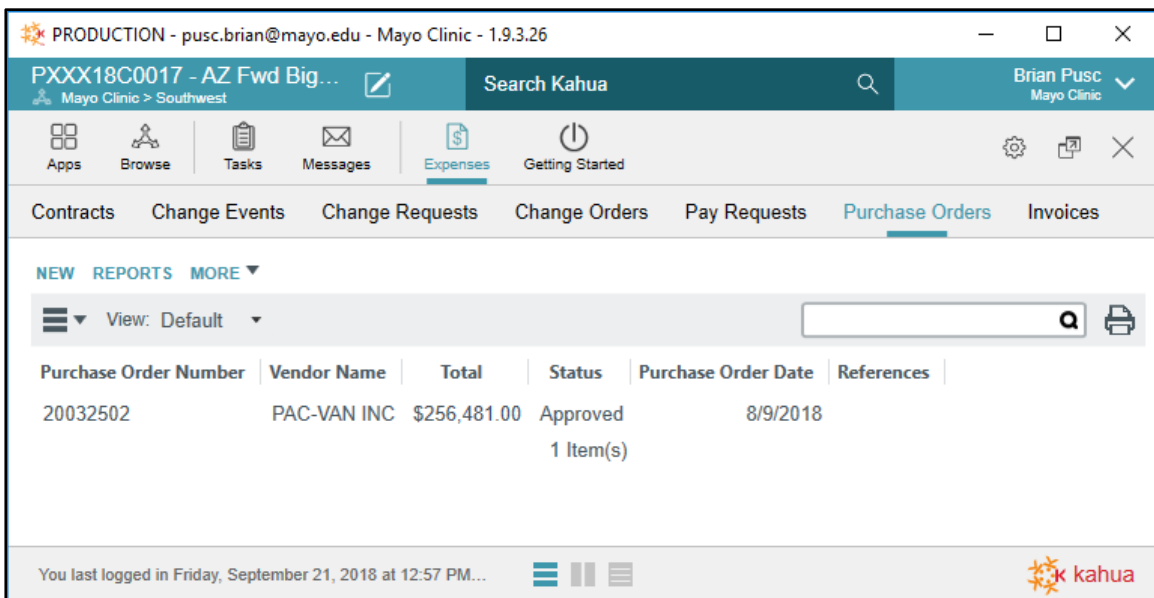 PRODUCTION - pusc.brian@mayo.edu - Mayo Clinic - 1.9.3.26
PXXX18C0017 - AZ Fwd Big... Search Kahua Brian Pusc
Mayo Clinic > Southwest Mayo Clinic
Apps Browse Tasks Messages Expenses Getting Started
Contracts Change Events Change Requests Change Orders Pay Requests Purchase Orders Invoices
NEW REPORTS MORE
View: Default
Purchase Order Number Vendor Name Total Status Purchase Order Date References
20032502 PAC-VAN INC $256,481.00 Approved 8/9/2018
1 Item(s)
You last logged in Friday, September 21, 2018 at 12:57 PM... kahua